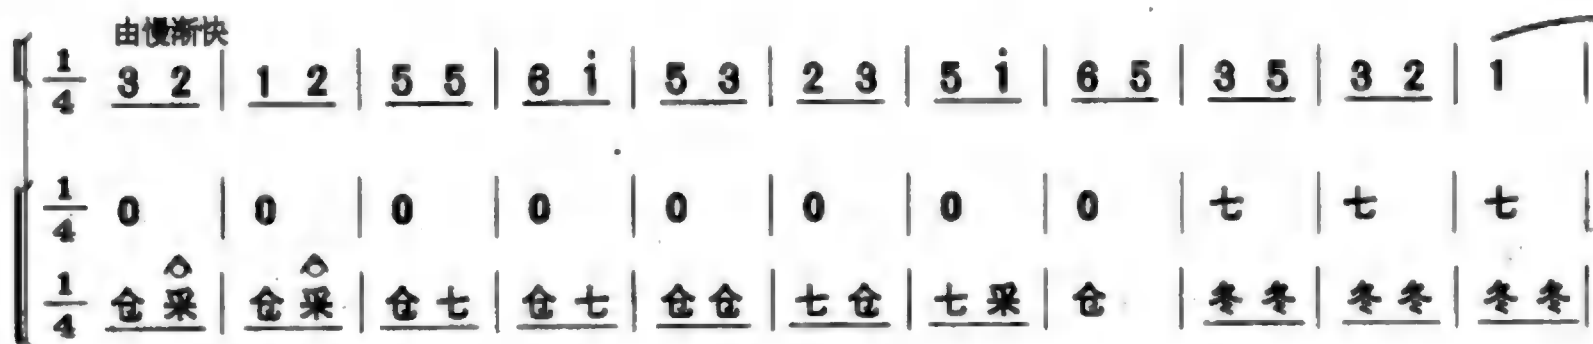 由慢渐快
1/4 3 2 | 1 2 | 5 5 | 6 i̇ | 5 3 | 2 3 | 5 i̇ | 6 5 | 3 5 | 3 2 | 1 |
1/4 0 | 0 | 0 | 0 | 0 | 0 | 0 | 0 | 七 | 七 | 七 |
1/4 仓 采 | 仓 采 | 仓 七 | 仓 七 | 仓 仓 | 七 仓 | 七 采 | 仓 | 冬 冬 | 冬 冬 | 冬 冬 |